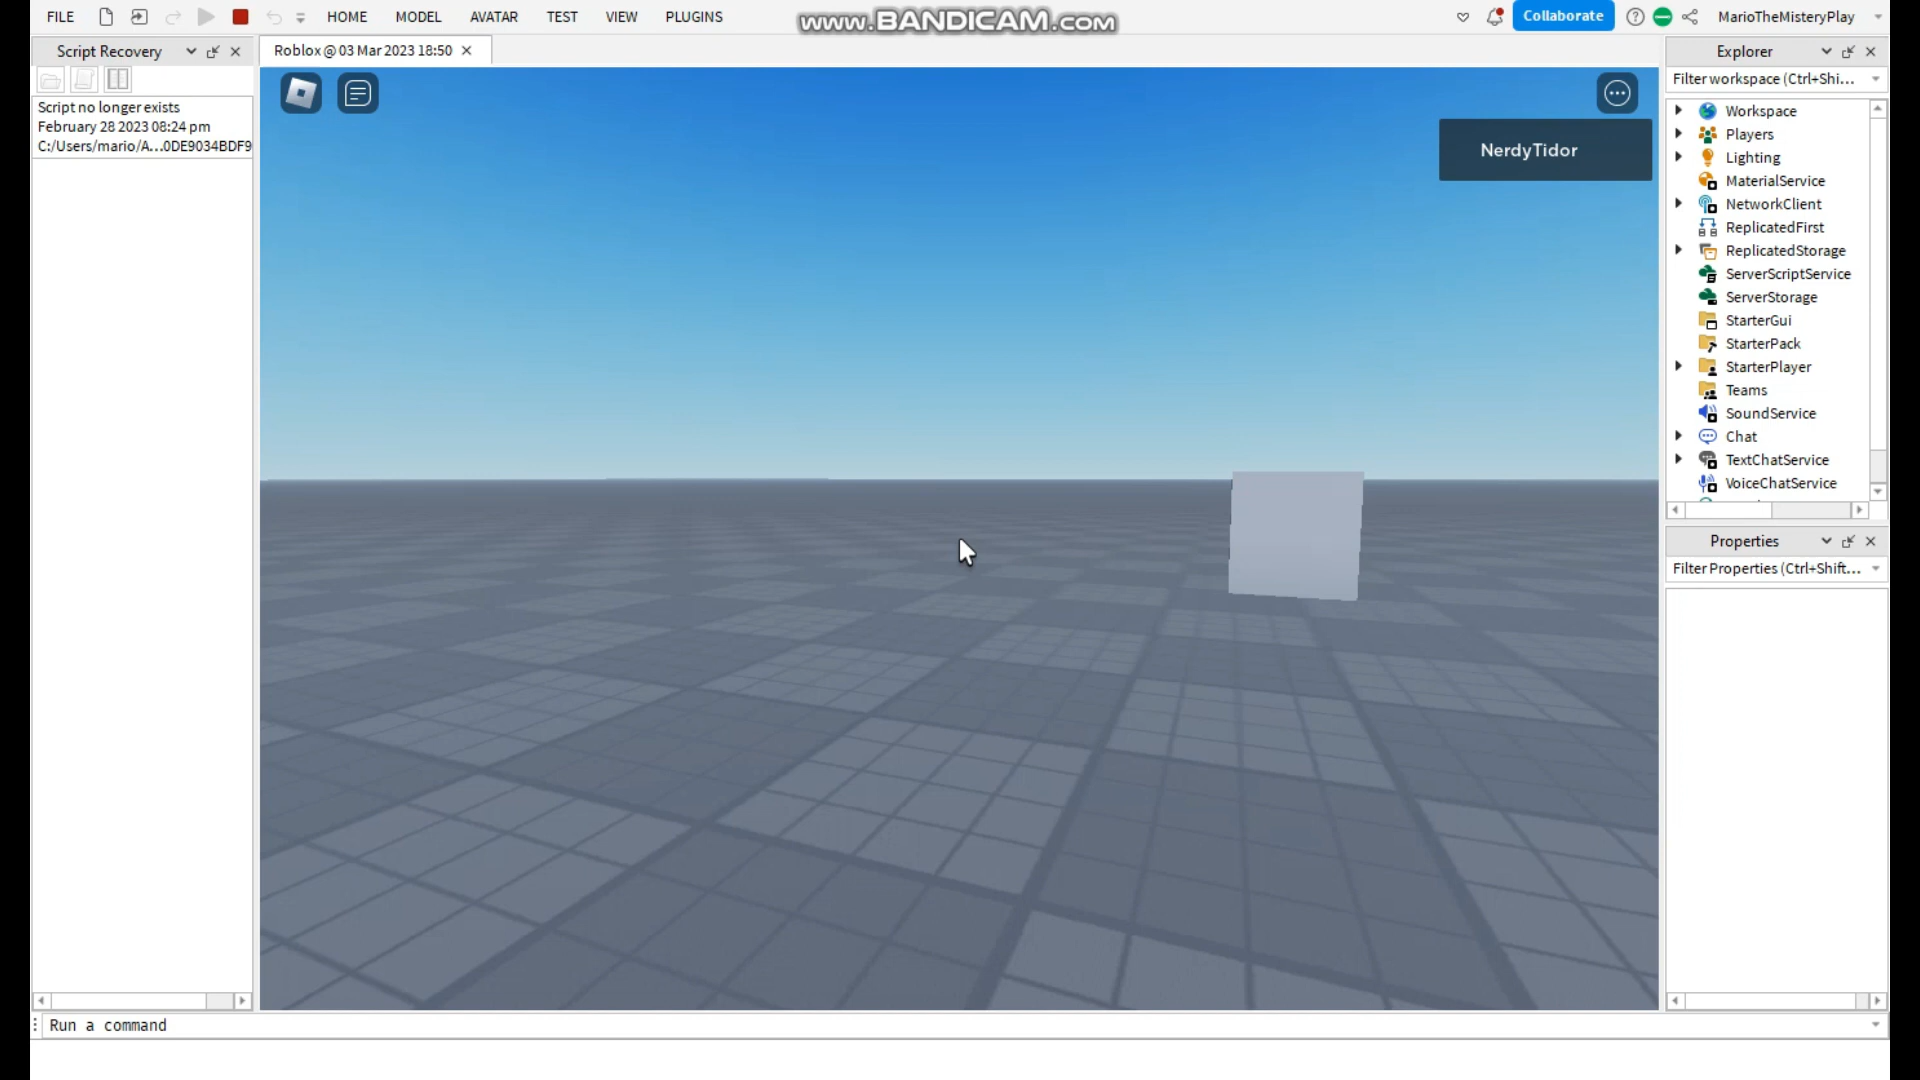 FILE
HOME
MODEL
AVATAR
TEST
VIEW
PLUGINS
www.BANDICAM.com
Collaborate
MarioTheMisteryPlay
Script Recovery
Roblox @ 03 Mar 2023 18:50
Explorer
Filter workspace (Ctrl+Shi...
Script no longer exists
February 28 2023 08:24 pm
C:/Users/mario/A...0DE9034BDF9
NerdyTidor
Workspace
Players
Lighting
MaterialService
NetworkClient
ReplicatedFirst
ReplicatedStorage
ServerScriptService
ServerStorage
StarterGui
StarterPack
StarterPlayer
Teams
SoundService
Chat
TextChatService
VoiceChatService
Properties
Filter Properties (Ctrl+Shift...
Run a command